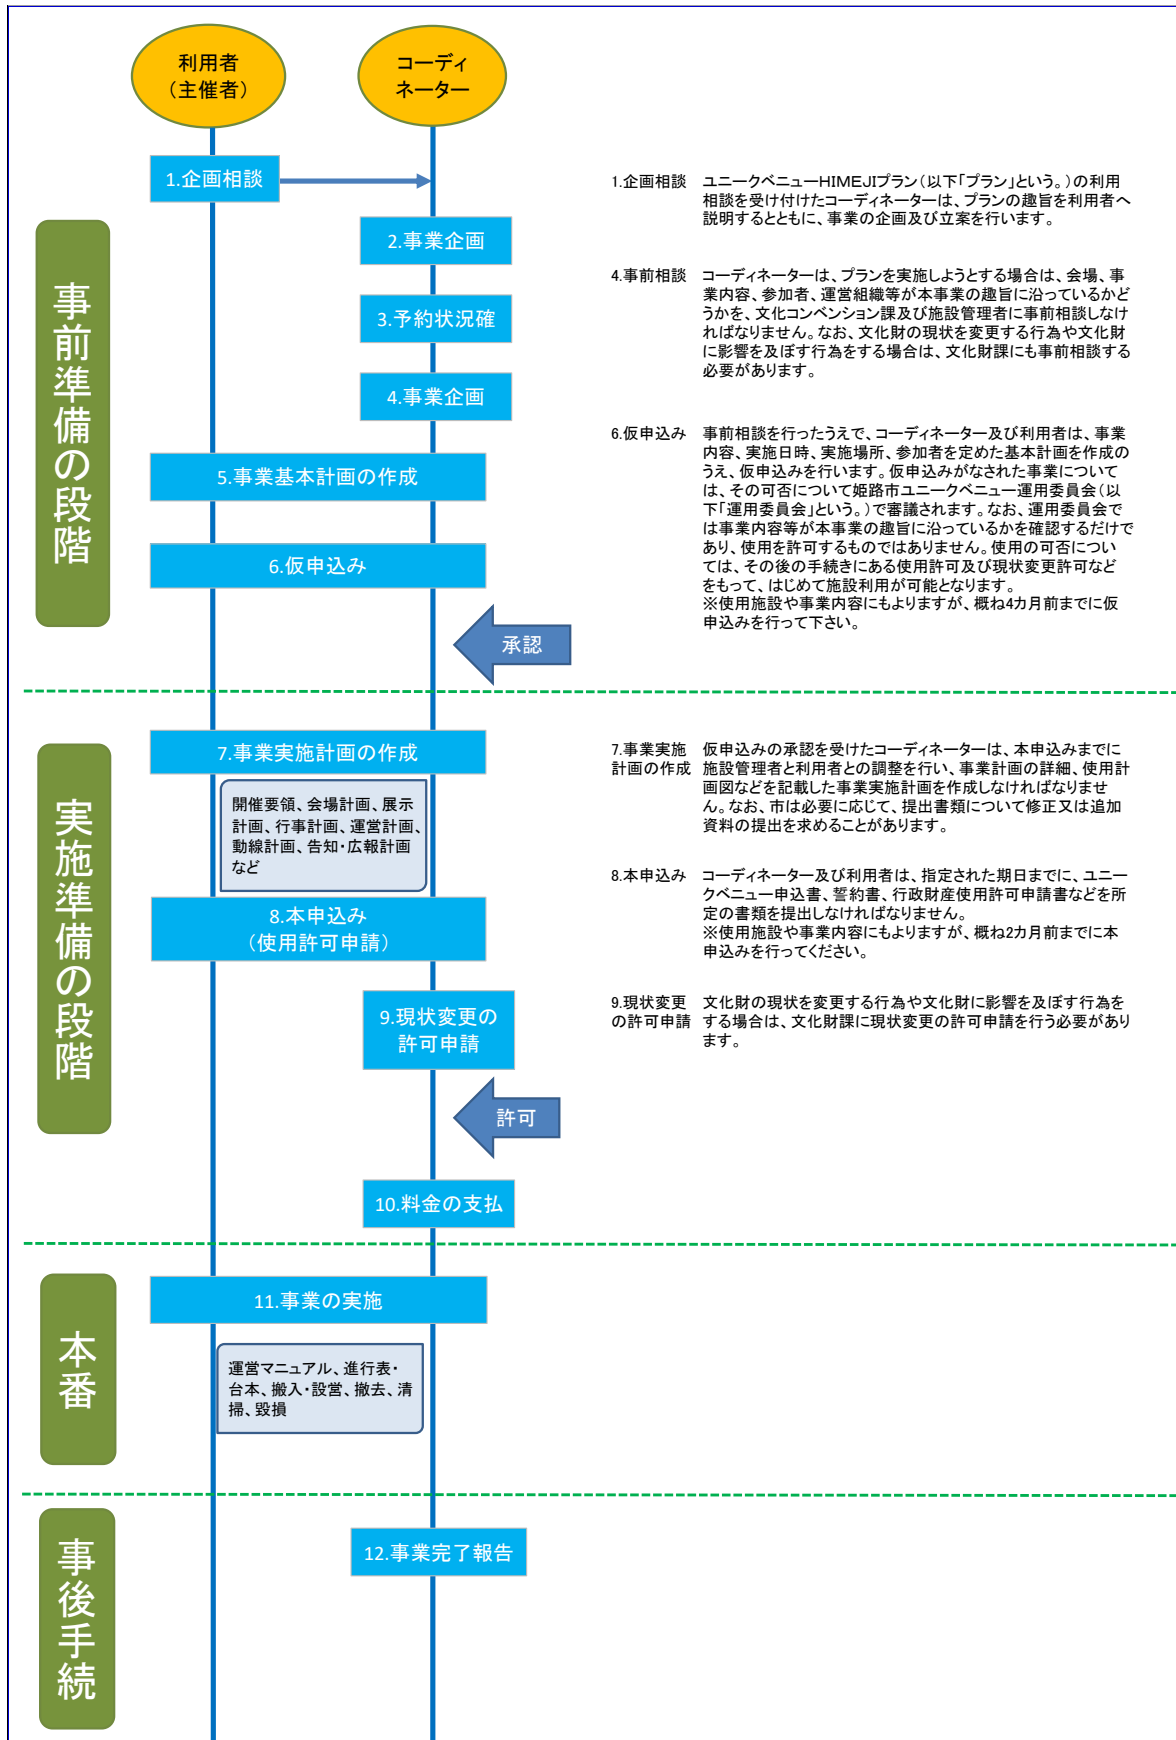 利用者
（主催者）
コーディ
ネーター
事前準備の段階
1.企画相談
2.事業企画
3.予約状況確
4.事業企画
5.事業基本計画の作成
6.仮申込み
承認
1.企画相談 ユニークベニューHIMEJIプラン（以下「プラン」という。）の利用
相談を受け付けたコーディネーターは、プランの趣旨を利用者へ
説明するとともに、事業の企画及び立案を行います。
4.事前相談 コーディネーターは、プランを実施しようとする場合は、会場、事
業内容、参加者、運営組織等が本事業の趣旨に沿っているかど
うかを、文化コンベンション課及び施設管理者に事前相談しなけ
ればなりません。なお、文化財の現状を変更する行為や文化財
に影響を及ぼす行為をする場合は、文化財課にも事前相談する
必要があります。
6.仮申込み 事前相談を行ったうえで、コーディネーター及び利用者は、事業
内容、実施日時、実施場所、参加者を定めた基本計画を作成の
うえ、仮申込みを行います。仮申込みがなされた事業について
は、その可否について姫路市ユニークベニュー運用委員会（以
下「運用委員会」という。）で審議されます。なお、運用委員会で
は事業内容等が本事業の趣旨に沿っているかを確認するだけで
あり、使用を許可するものではありません。使用の可否につい
ては、その後の手続きにある使用許可及び現状変更許可など
をもって、はじめて施設利用が可能となります。
※使用施設や事業内容にもよりますが、概ね4カ月前までに仮
申込みを行って下さい。
実施準備の段階
7.事業実施計画の作成
開催要領、会場計画、展示
計画、行事計画、運営計画、
動線計画、告知・広報計画
など
8.本申込み
（使用許可申請）
9.現状変更の
許可申請
許可
10.料金の支払
7.事業実施 仮申込みの承認を受けたコーディネーターは、本申込みまでに
計画の作成 施設管理者と利用者との調整を行い、事業計画の詳細、使用計
画図などを記載した事業実施計画を作成しなければなりませ
ん。なお、市は必要に応じて、提出書類について修正又は追加
資料の提出を求めることがあります。
8.本申込み コーディネーター及び利用者は、指定された期日までに、ユニー
クベニュー申込書、誓約書、行政財産使用許可申請書などを所
定の書類を提出しなければなりません。
※使用施設や事業内容にもよりますが、概ね2カ月前までに本
申込みを行ってください。
9.現状変更 文化財の現状を変更する行為や文化財に影響を及ぼす行為を
の許可申請 する場合は、文化財課に現状変更の許可申請を行う必要があり
ます。
本番
11.事業の実施
運営マニュアル、進行表・
台本、搬入・設営、撤去、清
掃、毀損
事後手続
12.事業完了報告